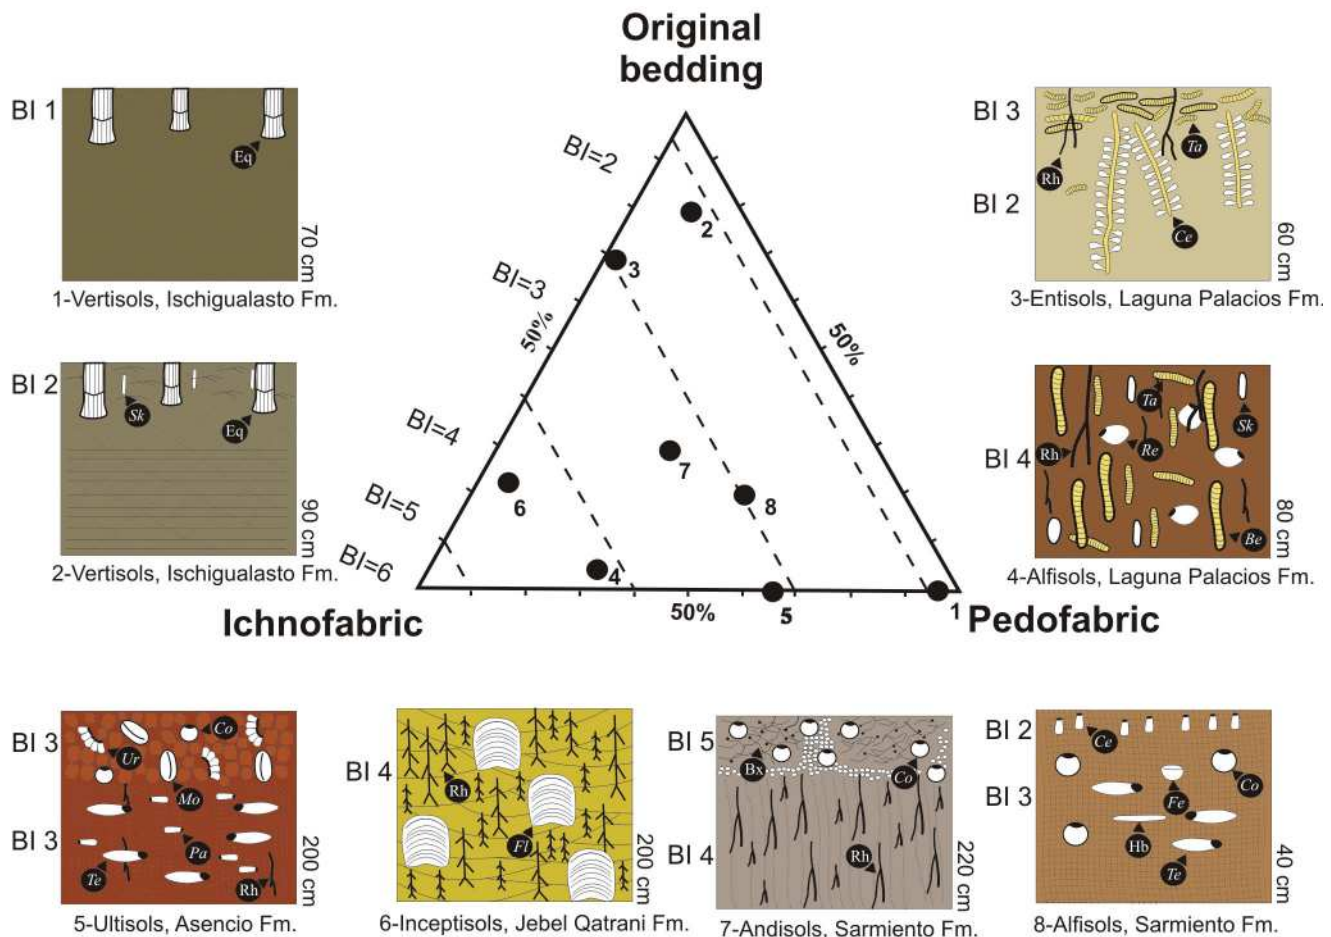 Original
bedding
BI 1
Eq
70 cm
1-Vertisols, Ischigualasto Fm.
BI 2
Sk
Eq
90 cm
2-Vertisols, Ischigualasto Fm.
BI=2
BI=3
BI=4
BI=5
BI=6
50%
50%
50%
2
3
7
8
6
4
5
1
Ichnofabric
Pedofabric
BI 3
BI 2
Rh
Ta
Ce
60 cm
3-Entisols, Laguna Palacios Fm.
BI 4
Ta
Sk
Rh
Re
Be
80 cm
4-Alfisols, Laguna Palacios Fm.
BI 3
BI 3
Co
Ur
Mo
Pa
Te
Rh
200 cm
5-Ultisols, Asencio Fm.
BI 4
Rh
Fl
200 cm
6-Inceptisols, Jebel Qatrani Fm.
BI 5
BI 4
Bx
Co
Rh
220 cm
7-Andisols, Sarmiento Fm.
BI 2
BI 3
Ce
Co
Fe
Hb
Te
40 cm
8-Alfisols, Sarmiento Fm.